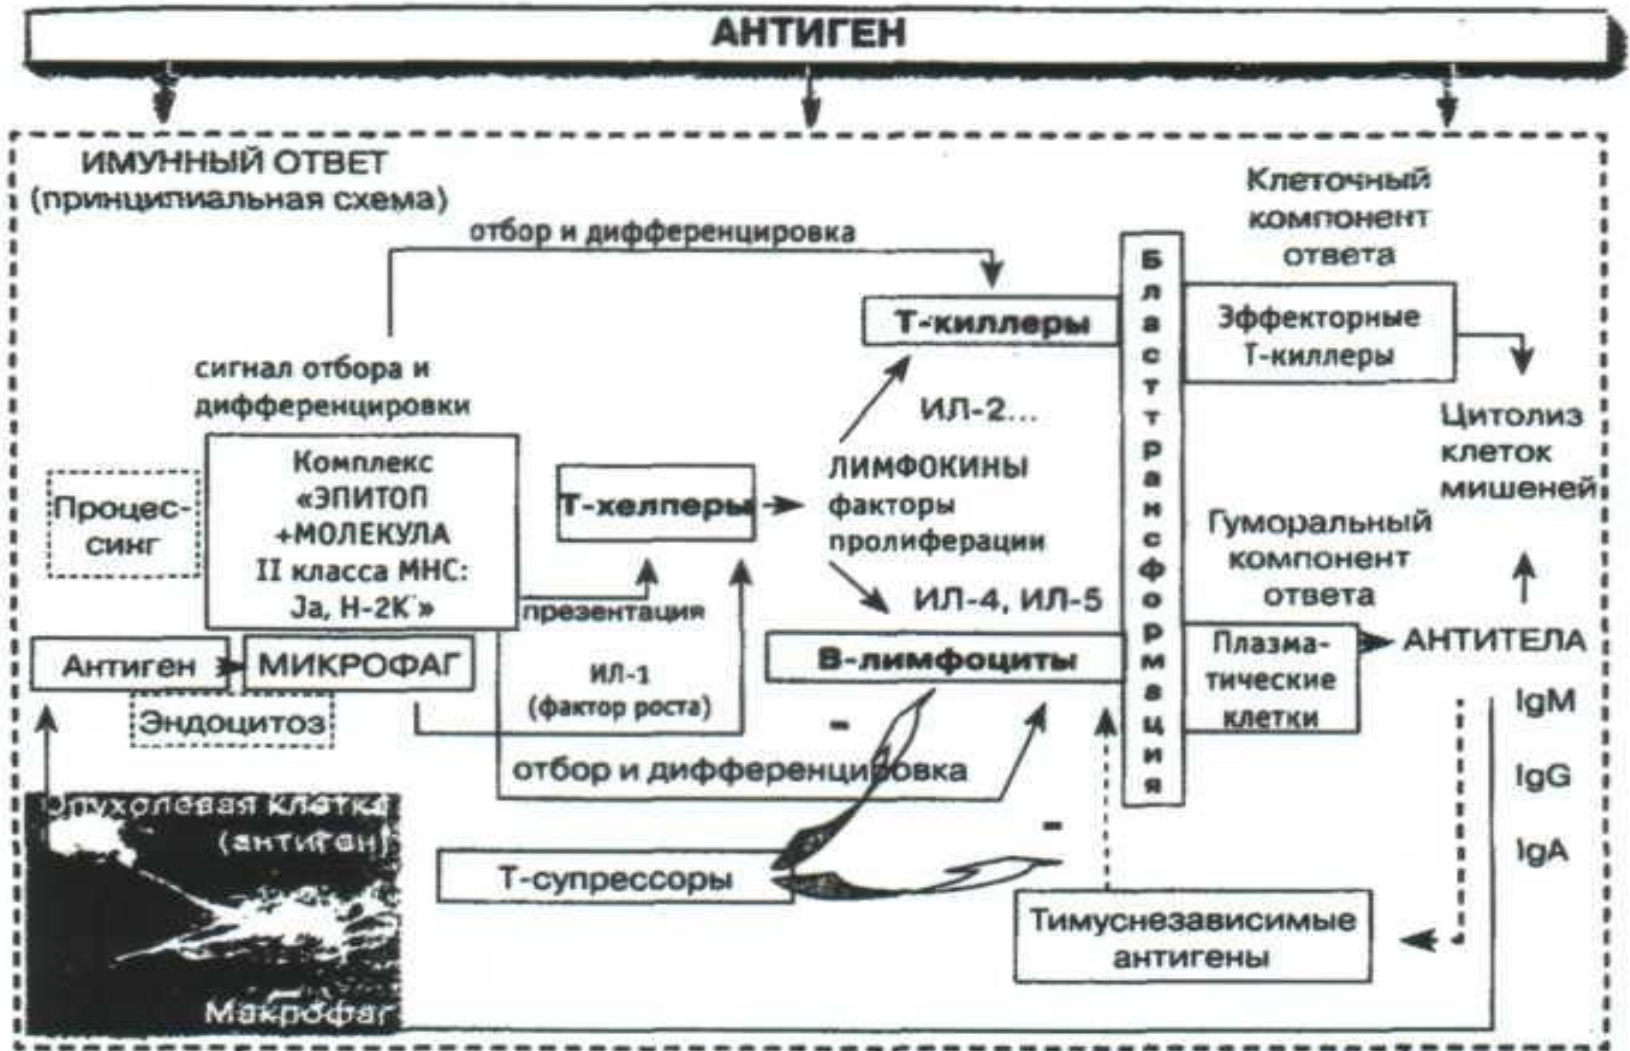 АНТИГЕН
ИМУННЫЙ ОТВЕТ
(принципиальная схема)
отбор и дифференцировка
Клеточный
компонент
ответа
Т-киллеры
Бласттрансформация
Эффекторные
Т-киллеры
сигнал отбора и
дифференцировки
ИЛ-2...
Цитолиз
клеток
мишеней
Процес-
синг
Комплекс
«ЭПИТОП
+МОЛЕКУЛА
II класса МНС:
Ja, Н-2К»
Т-хелперы
ЛИМФОКИНЫ
факторы
пролиферации
Гуморальный
компонент
ответа
презентация
ИЛ-4, ИЛ-5
Антиген
МИКРОФАГ
Эндоцитоз
ИЛ-1
(фактор роста)
В-лимфоциты
Плазма-
тические
клетки
АНТИТЕЛА
IgM
IgG
IgA
-
отбор и дифференцировка
Опухолевая клетка
(антиген)
Макрофаг
Т-супрессоры
-
Тимуснезависимые
антигены